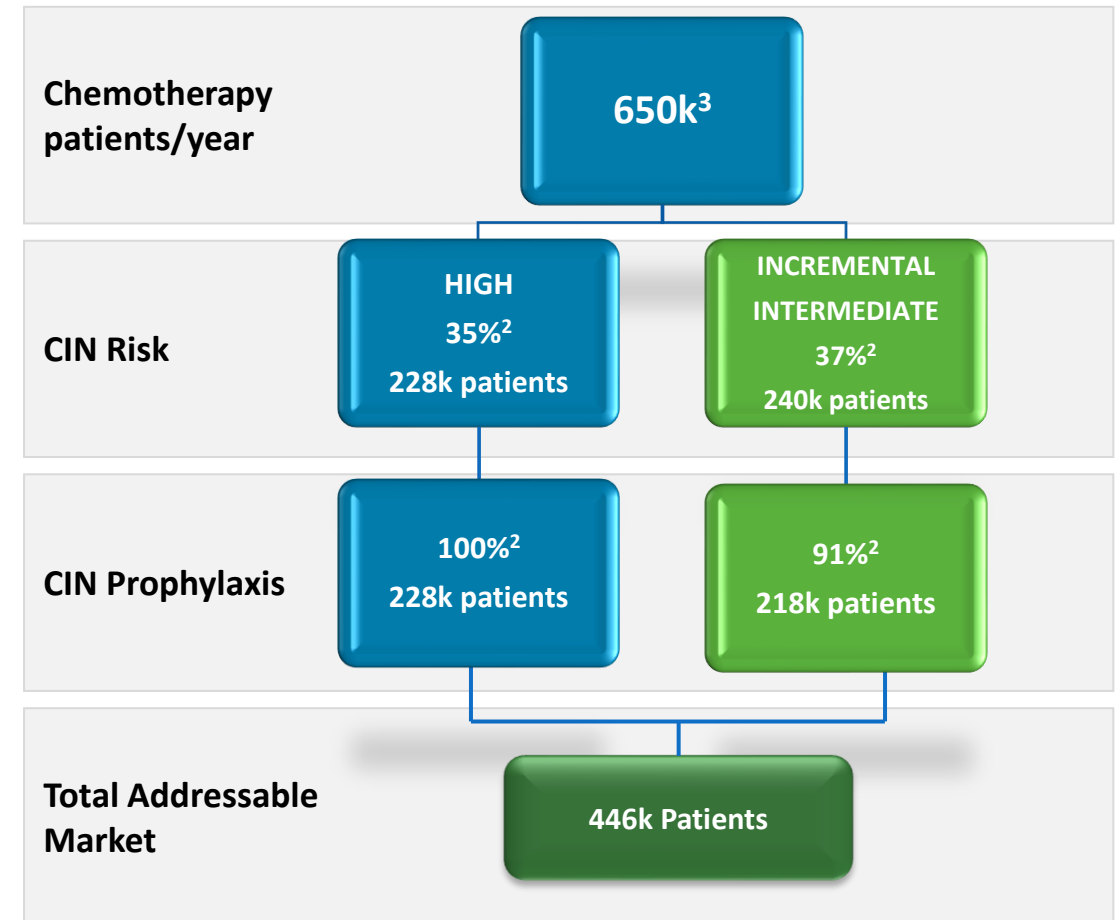 Chemotherapy
patients/year
650k³
CIN Risk
HIGH
35%²
228k patients
INCREMENTAL
INTERMEDIATE
37%²
240k patients
CIN Prophylaxis
100%²
228k patients
91%²
218k patients
Total Addressable
Market
446k Patients